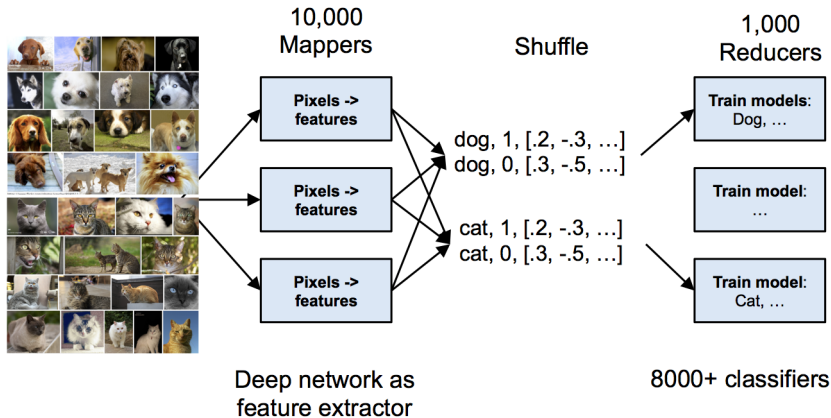 10,000
Mappers
Shuffle
1,000
Reducers
Pixels ->
features
Pixels ->
features
Pixels ->
features
dog, 1, [.2, -.3, …]
dog, 0, [.3, -.5, …]
cat, 1, [.2, -.3, …]
cat, 0, [.3, -.5, …]
Train models:
Dog, …
Train model:
…
Train model:
Cat, …
Deep network as
feature extractor
8000+ classifiers